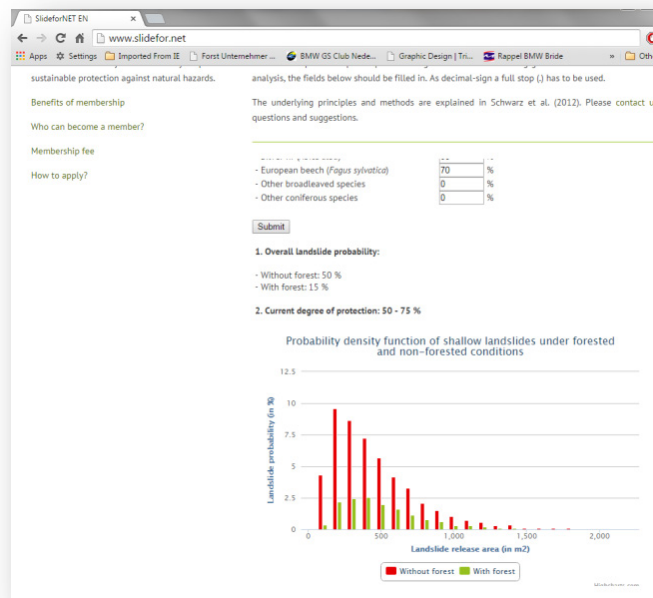 SlideforNET EN
www.slidefor.net
Apps Settings Imported From IE Forst Unternehmer ... BMW GS Club Nede... Graphic Design | Tri... Rappel BMW Bride » Oth
sustainable protection against natural hazards.
Benefits of membership
Who can become a member?
Membership fee
How to apply?
analysis, the fields below should be filled in. As decimal-sign a full stop (.) has to be used.
The underlying principles and methods are explained in Schwarz et al. (2012). Please contact u
questions and suggestions.
- European beech (Fagus sylvatica) 70 %
- Other broadleaved species 0 %
- Other coniferous species 0 %
Submit
1. Overall landslide probability:
- Without forest: 50 %
- With forest: 15 %
2. Current degree of protection: 50 - 75 %
Probability density function of shallow landslides under forested
and non-forested conditions
Landslide probability (in %)
12.5
10
7.5
5
2.5
0
0 500 1,000 1,500 2,000
Landslide release area (in m2)
Without forest With forest
Highcharts.com